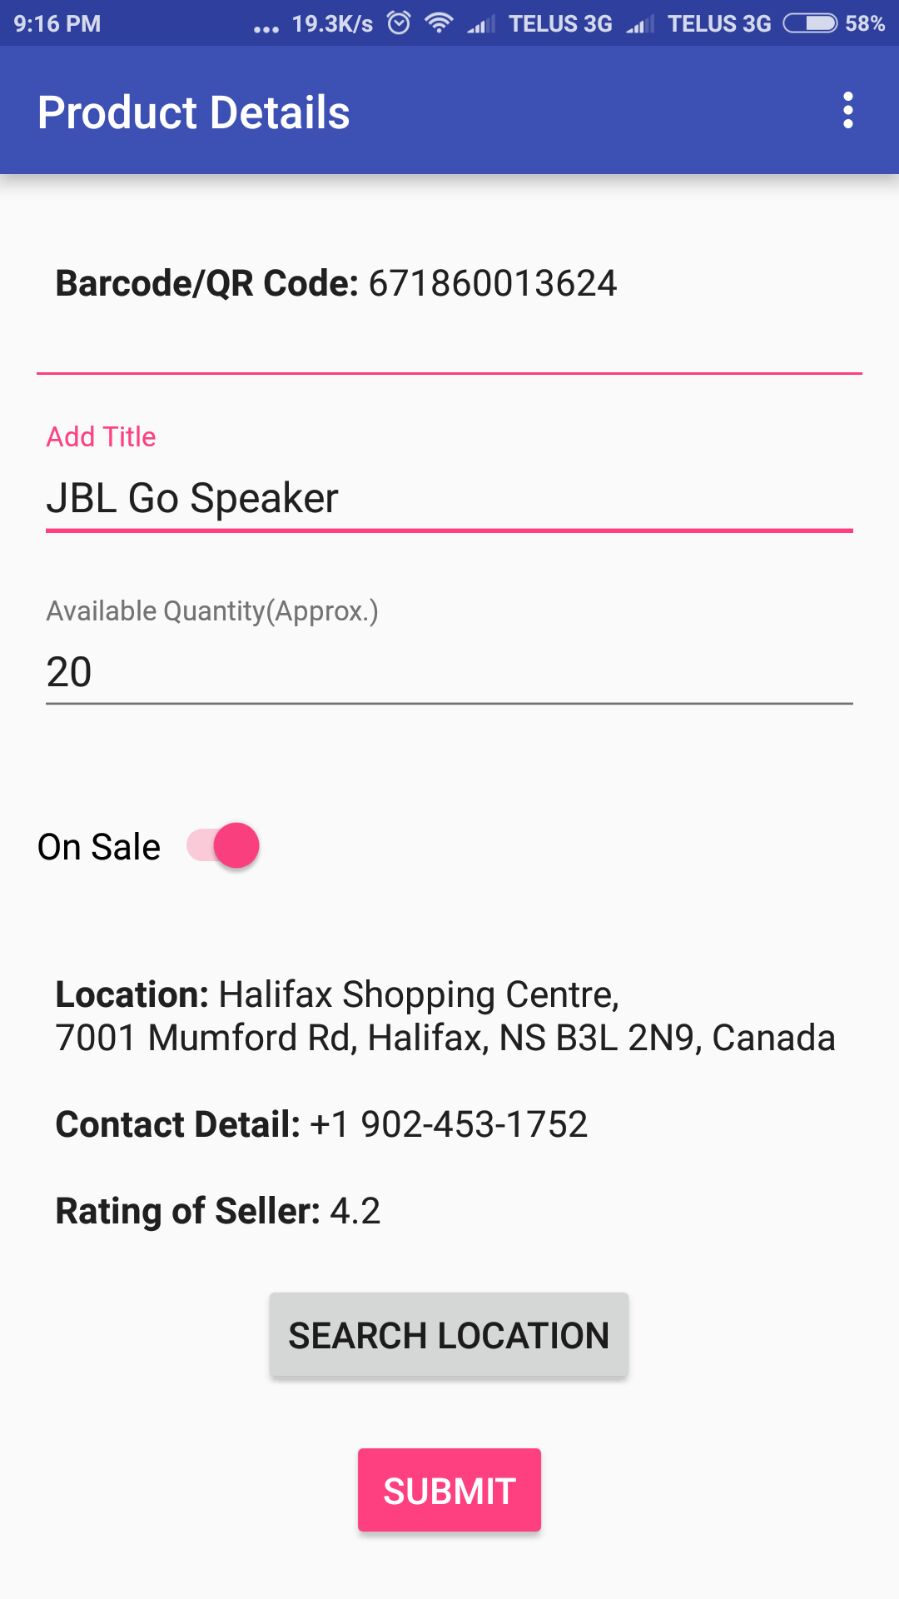 9:16 PM ... 19.3K/s TELUS 3G TELUS 3G 58%
Product Details
Barcode/QR Code: 671860013624
Add Title
JBL Go Speaker
Available Quantity(Approx.)
20
On Sale
Location: Halifax Shopping Centre,
7001 Mumford Rd, Halifax, NS B3L 2N9, Canada
Contact Detail: +1 902-453-1752
Rating of Seller: 4.2
SEARCH LOCATION
SUBMIT